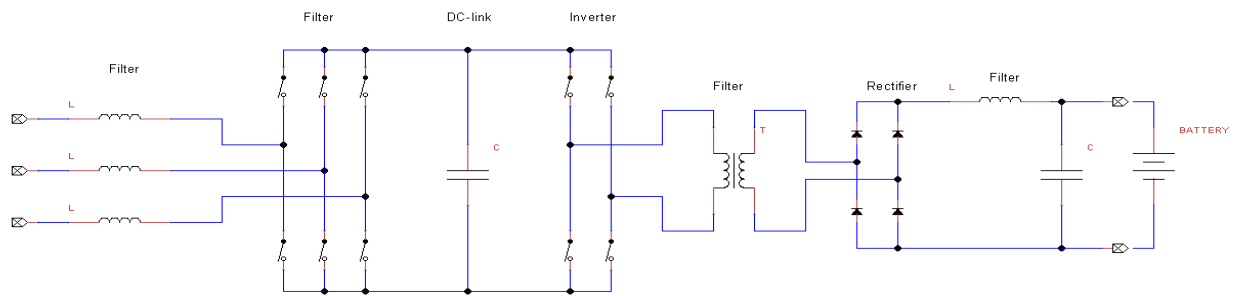 Filter
DC-link
Inverter
Filter
Filter
Rectifier
Filter
L
L
T
BATTERY
C
C
L
L